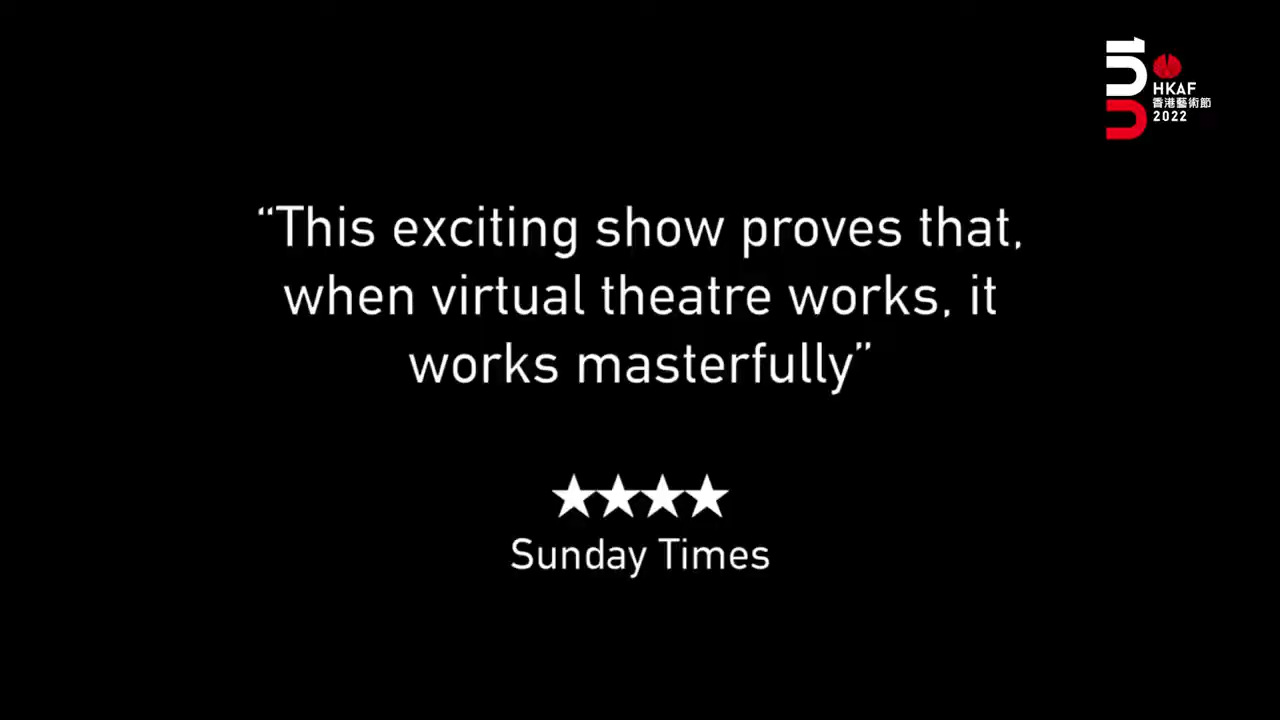 HKAF
香港藝術節
2022
“This exciting show proves that,
when virtual theatre works, it
works masterfully”
★★★★
Sunday Times